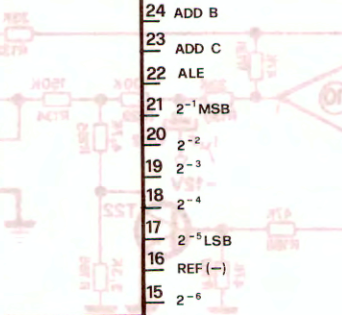 24 ADD B
23 ADD C
22 ALE
21 2⁻¹MSB
20 2⁻²
19 2⁻³
18 2⁻⁴
17 2⁻⁵LSB
16 REF(—)
15 2⁻⁶